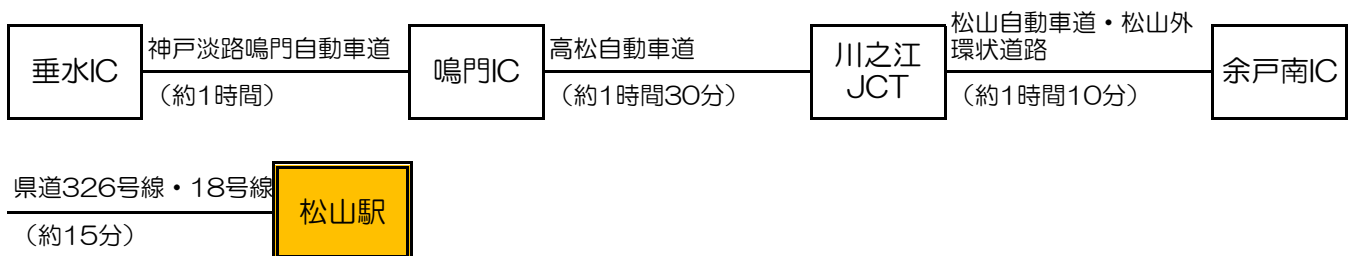 垂水IC
神戸淡路鳴門自動車道
(約1時間)
鳴門IC
高松自動車道
(約1時間30分)
川之江
JCT
松山自動車道・松山外
環状道路
(約1時間10分)
余戸南IC
県道326号線・18号線
(約15分)
松山駅